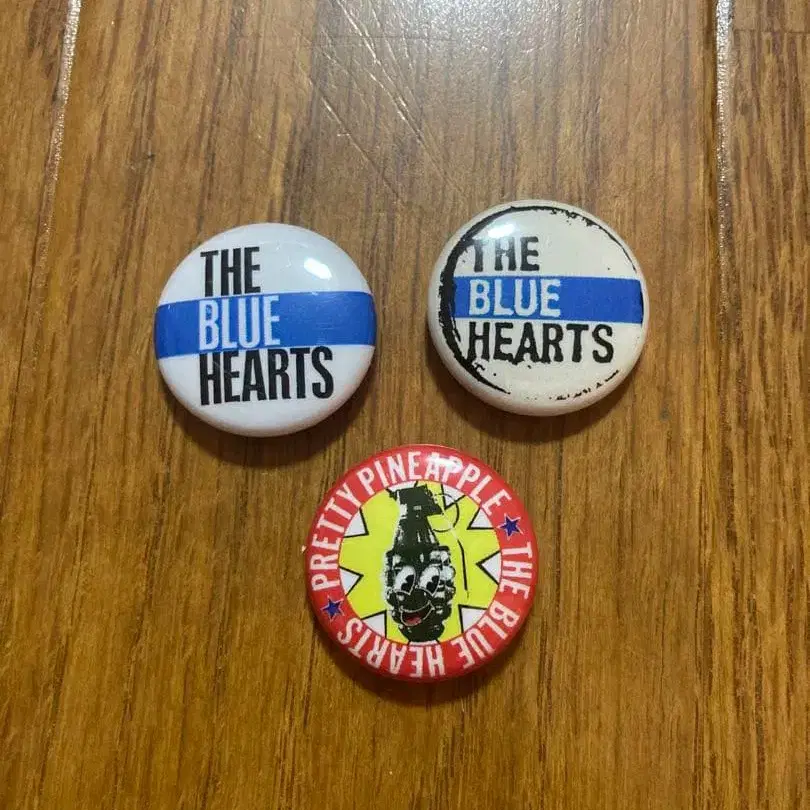 THE
BLUE
HEARTS
THE
BLUE
HEARTS
PRETTY PINEAPPLE ★ THE BLUE HEARTS ★